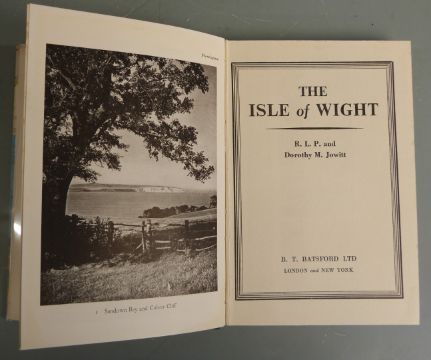 Frontispiece
1 Sandown Bay and Culver Cliff
THE
ISLE of WIGHT
R. L. P. and
Dorothy M. Jowitt
B. T. BATSFORD LTD
LONDON and NEW YORK